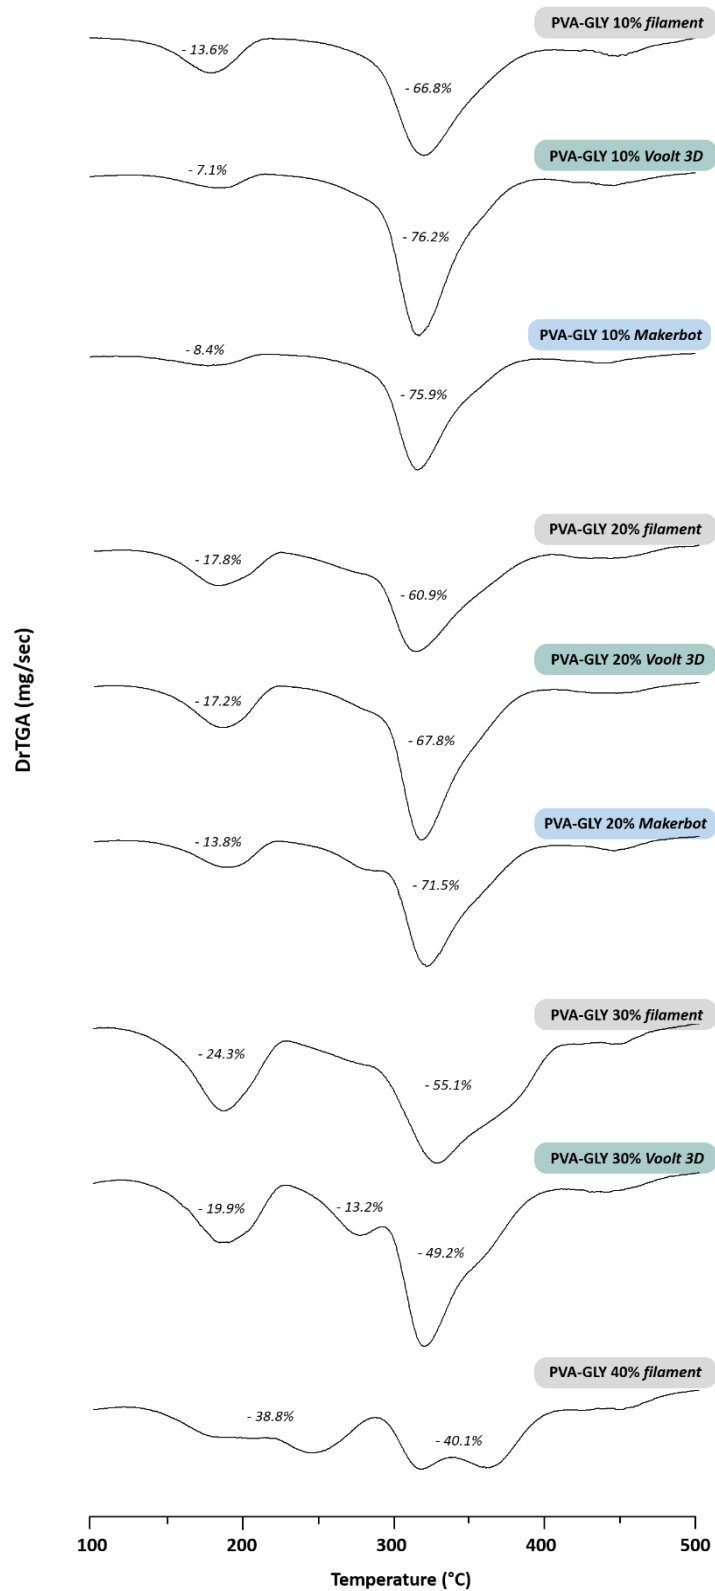 PVA-GLY 10% filament
- 13.6%
- 66.8%
PVA-GLY 10% Voolt 3D
- 7.1%
- 76.2%
PVA-GLY 10% Makerbot
- 8.4%
- 75.9%
PVA-GLY 20% filament
- 17.8%
- 60.9%
PVA-GLY 20% Voolt 3D
- 17.2%
- 67.8%
DrTGA (mg/sec)
PVA-GLY 20% Makerbot
- 13.8%
- 71.5%
PVA-GLY 30% filament
- 24.3%
- 55.1%
PVA-GLY 30% Voolt 3D
- 19.9%
- 13.2%
- 49.2%
PVA-GLY 40% filament
- 38.8%
- 40.1%
100 200 300 400 500
Temperature (°C)